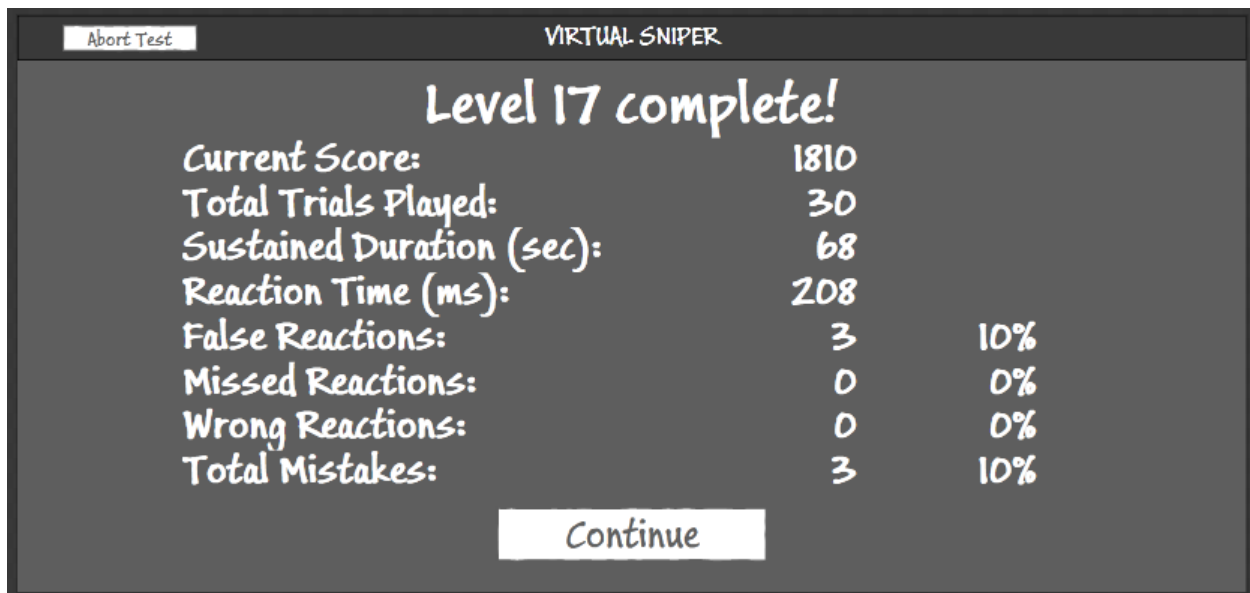 Abort Test
VIRTUAL SNIPER
Level 17 complete!
Current Score: 1810
Total Trials Played: 30
Sustained Duration (sec): 68
Reaction Time (ms): 208
False Reactions: 3 10%
Missed Reactions: 0 0%
Wrong Reactions: 0 0%
Total Mistakes: 3 10%
Continue